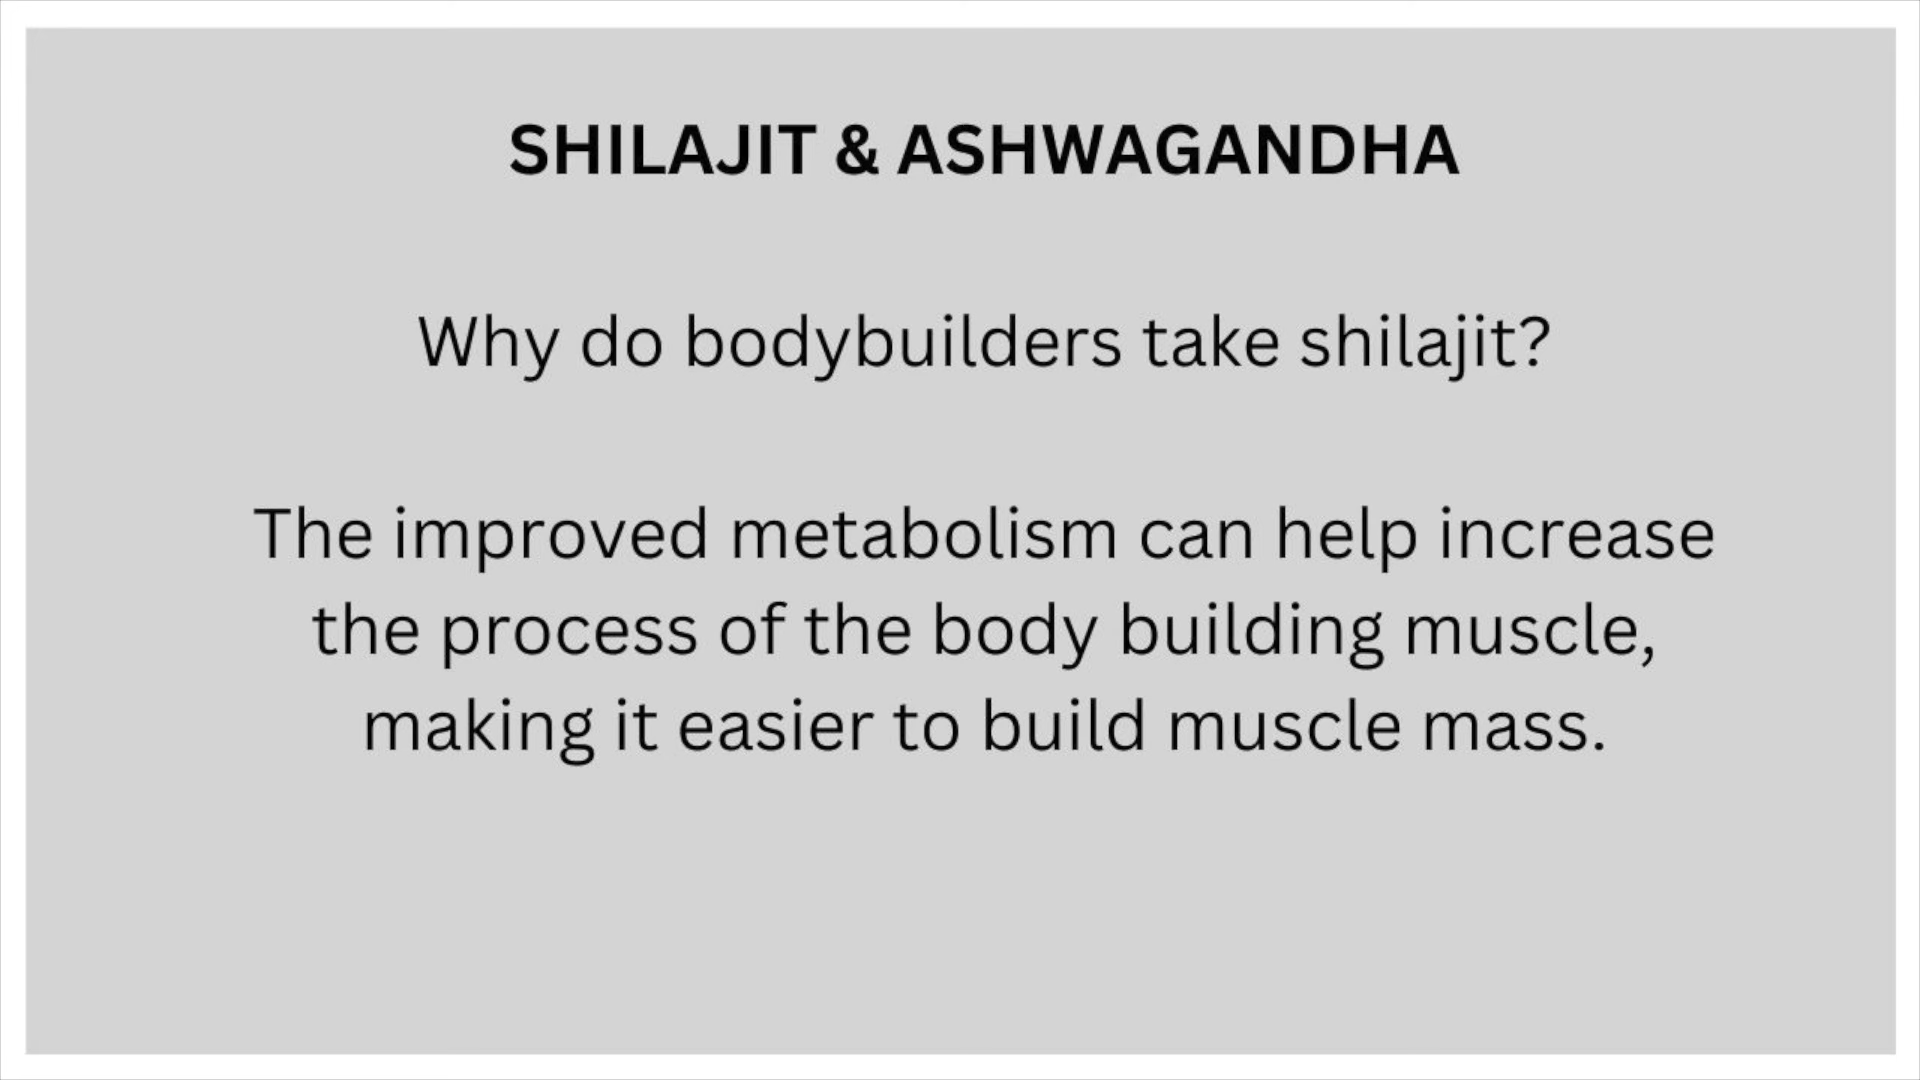 SHILAJIT & ASHWAGANDHA
Why do bodybuilders take shilajit?
The improved metabolism can help increase
the process of the body building muscle,
making it easier to build muscle mass.